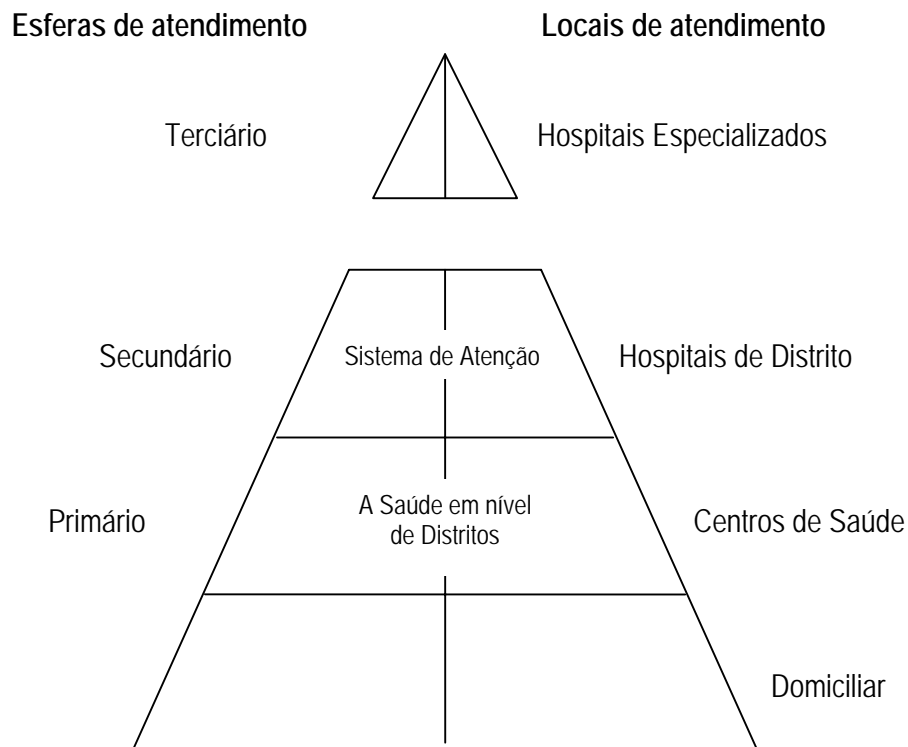 Esferas de atendimento
Locais de atendimento
Terciário
Hospitais Especializados
Secundário
Sistema de Atenção
Hospitais de Distrito
Primário
A Saúde em nível
de Distritos
Centros de Saúde
Domiciliar